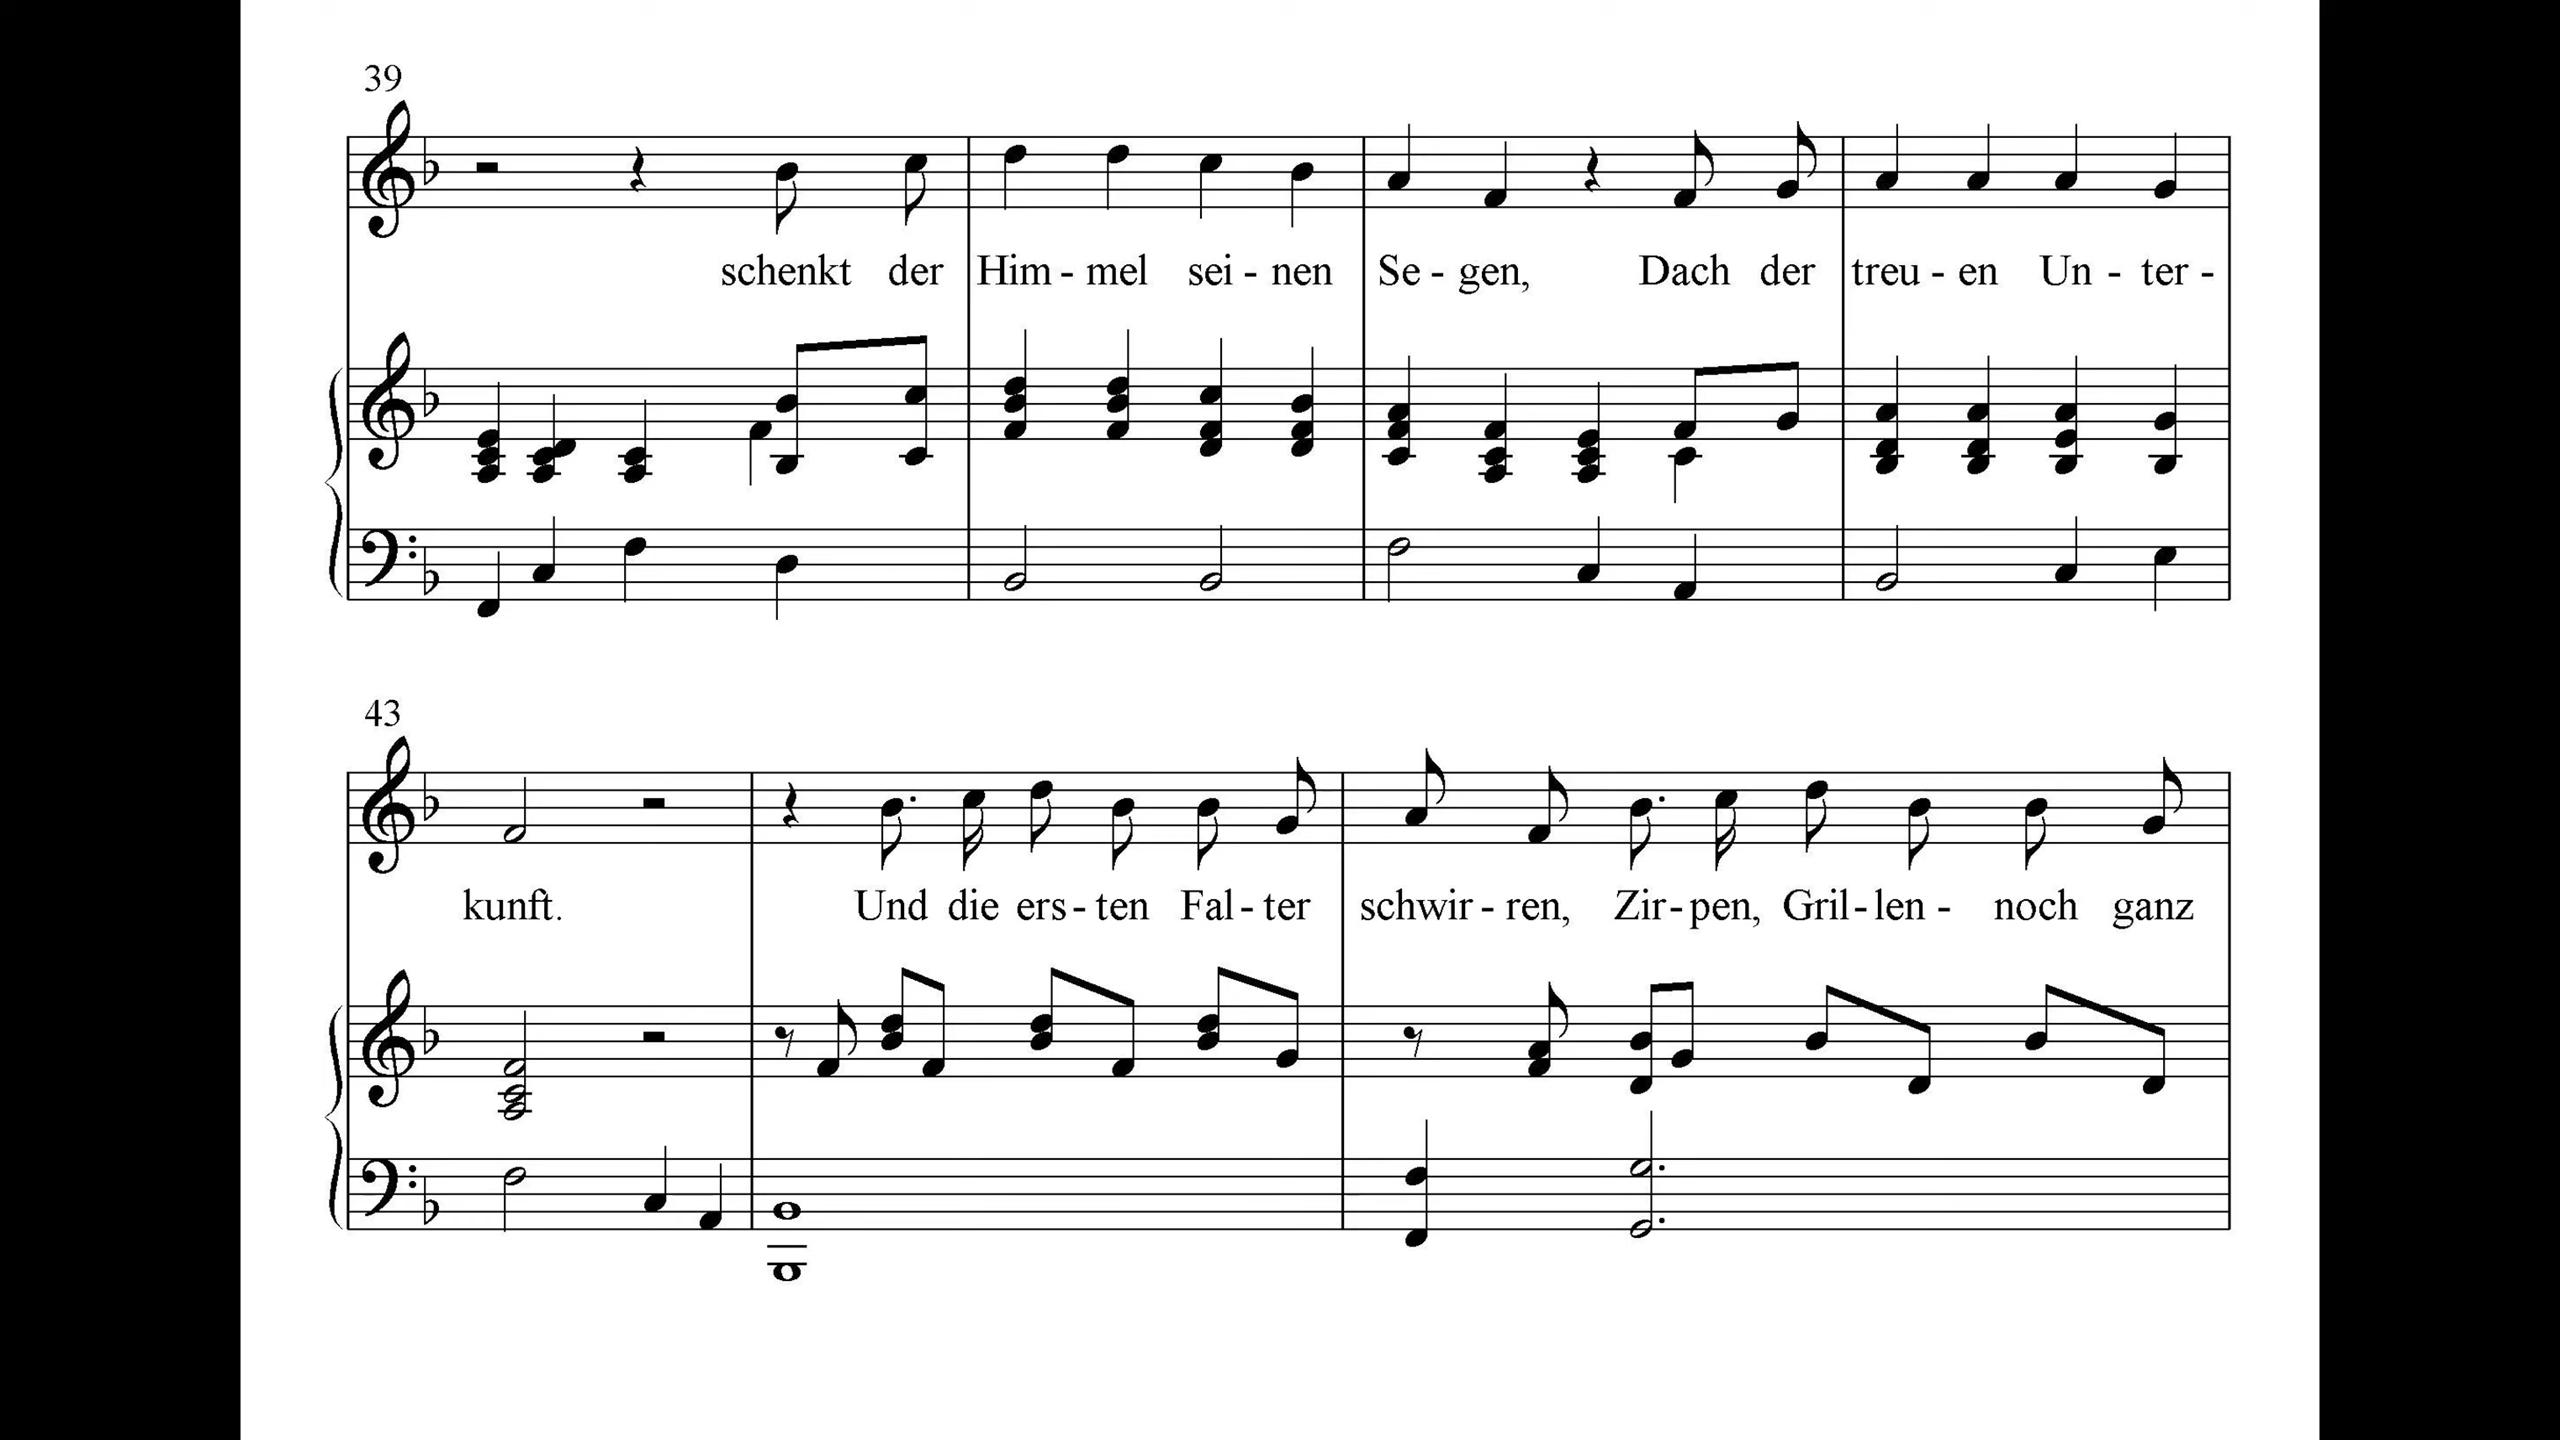 39
schenkt der Him - mel sei - nen Se - gen, Dach der treu - en Un - ter -
43
kunft. Und die ers - ten Fal - ter schwir - ren, Zir - pen, Gril - len - noch ganz